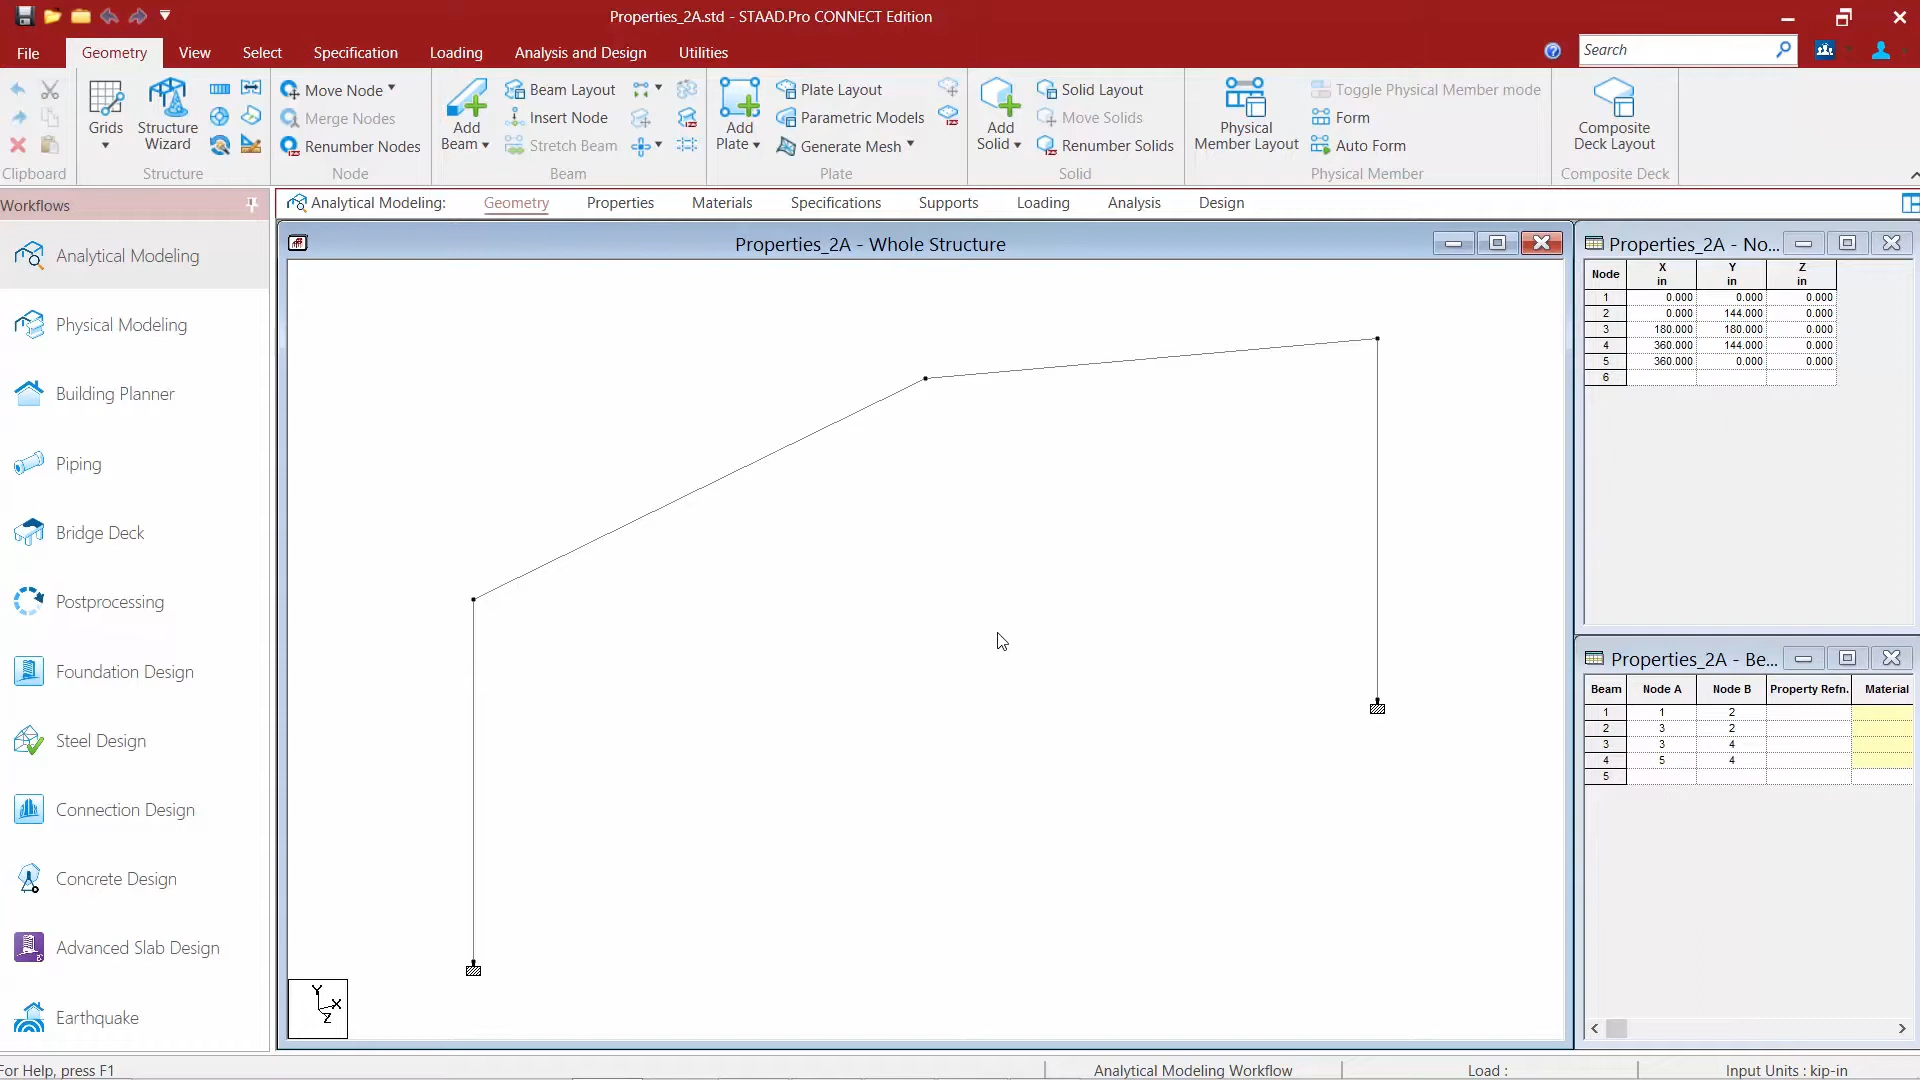 Properties_2A.std - STAAD.Pro CONNECT Edition
File Geometry View Select Specification Loading Analysis and Design Utilities
Search
Grids
Structure Wizard
Move Node
Merge Nodes
Renumber Nodes
Add Beam
Beam Layout
Insert Node
Stretch Beam
Add Plate
Plate Layout
Parametric Models
Generate Mesh
Add Solid
Solid Layout
Move Solids
Renumber Solids
Physical Member Layout
Toggle Physical Member mode
Form
Auto Form
Composite Deck Layout
Clipboard Structure Node Beam Plate Solid Physical Member Composite Deck
Workflows
Analytical Modeling: Geometry Properties Materials Specifications Supports Loading Analysis Design
Analytical Modeling
Physical Modeling
Building Planner
Piping
Bridge Deck
Postprocessing
Foundation Design
Steel Design
Connection Design
Concrete Design
Advanced Slab Design
Earthquake
Properties_2A - Whole Structure
Y
X
Z
Properties_2A - No...
Node X in Y in Z in
1 0.000 0.000 0.000
2 0.000 144.000 0.000
3 180.000 180.000 0.000
4 360.000 144.000 0.000
5 360.000 0.000 0.000
6
Properties_2A - Be...
Beam Node A Node B Property Refn. Material
1 1 2
2 3 2
3 3 4
4 5 4
5
For Help, press F1
Analytical Modeling Workflow
Load :
Input Units : kip-in